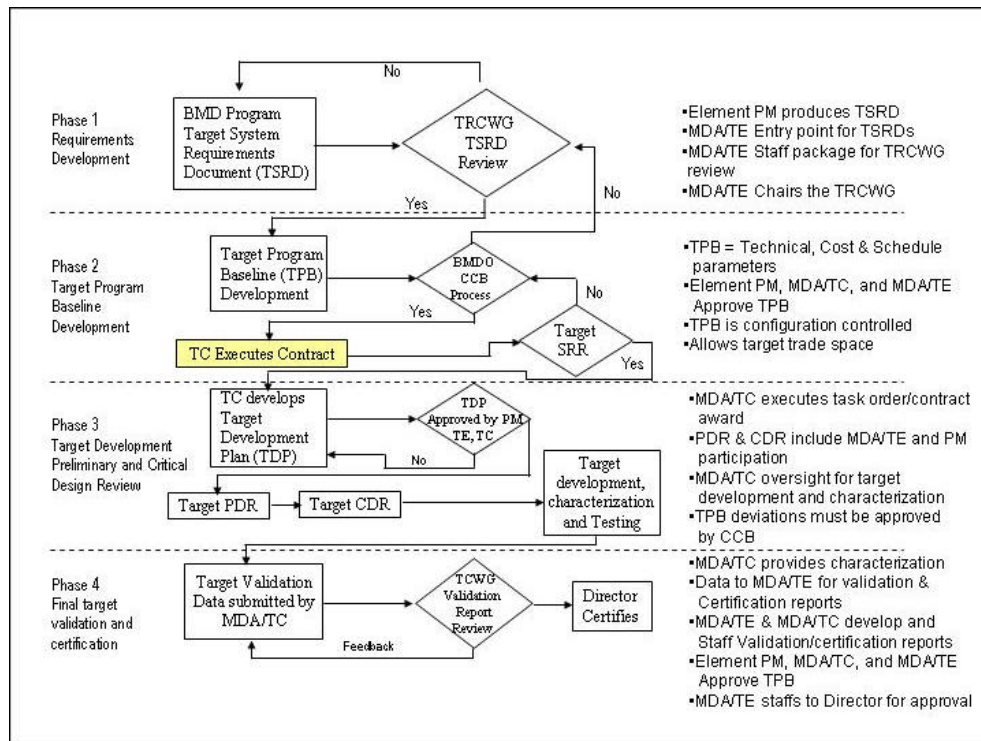 No
Phase 1
Requirements
Development
BMD Program
Target System
Requirements
Document (TSRD)
TRCWG
TSRD
Review
▪Element PM produces TSRD
▪MDA/TE Entry point for TSRDs
▪MDA/TE Staff package for TRCWG
review
▪MDA/TE Chairs the TRCWG
Yes
No
Phase 2
Target Program
Baseline
Development
Target Program
Baseline (TPB)
Development
BMDO
CCB
Process
▪TPB = Technical, Cost & Schedule
parameters
▪Element PM, MDA/TC, and MDA/TE
Approve TPB
▪TPB is configuration controlled
▪Allows target trade space
Yes
No
TC Executes Contract
Target
SRR
Yes
Phase 3
Target Development
Preliminary and Critical
Design Review
TC develops
Target
Development
Plan (TDP)
TDP
Approved by PM
TE, TC
No
Target PDR
Target CDR
Target
development,
characterization
and Testing
▪MDA/TC executes task order/contract
award
▪PDR & CDR include MDA/TE and PM
participation
▪MDA/TC oversight for target
development and characterization
▪TPB deviations must be approved
by CCB
Phase 4
Final target
validation and
certification
Target Validation
Data submitted by
MDA/TC
TCWG
Validation
Report
Review
Director
Certifies
Feedback
▪MDA/TC provides characterization
▪Data to MDA/TE for validation &
Certification reports
▪MDA/TE & MDA/TC develop and
Staff Validation/certification reports
▪Element PM, MDA/TC, and MDA/TE
Approve TPB
▪MDA/TE staffs to Director for approval